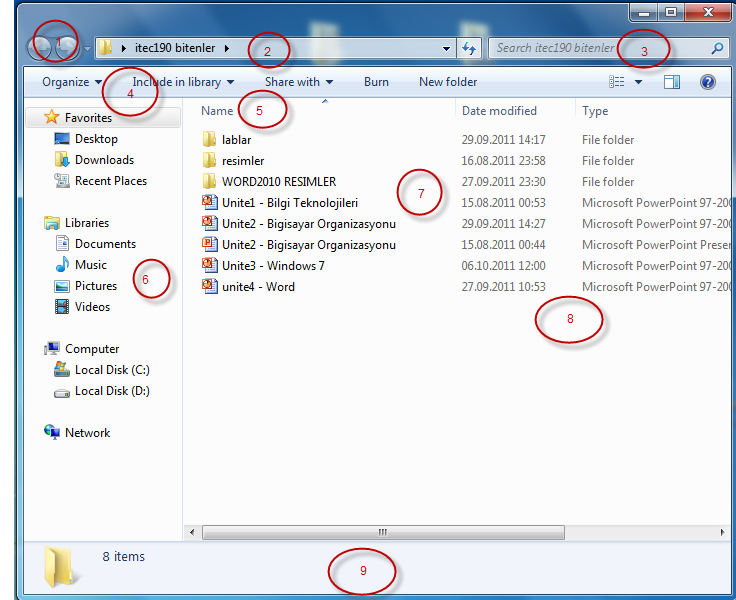 1
itec190 bitenler
2
Search itec190 bitenler
3
Organize
Include in library
Share with
Burn
New folder
4
Name
5
Date modified
Type
Favorites
Desktop
Downloads
Recent Places
Libraries
Documents
Music
Pictures
Videos
6
Computer
Local Disk (C:)
Local Disk (D:)
Network
lablar 29.09.2011 14:17 File folder
resimler 16.08.2011 23:58 File folder
WORD2010 RESIMLER 27.09.2011 23:30 File folder
7
Unite1 - Bilgi Teknolojileri 15.08.2011 00:53 Microsoft PowerPoint 97-200
Unite2 - Bigisayar Organizasyonu 29.09.2011 14:27 Microsoft PowerPoint 97-200
Unite2 - Bigisayar Organizasyonu 15.08.2011 00:44 Microsoft PowerPoint Presen
Unite3 - Windows 7 06.10.2011 12:00 Microsoft PowerPoint 97-200
unite4 - Word 27.09.2011 10:53 Microsoft PowerPoint 97-200
8
8 items
9